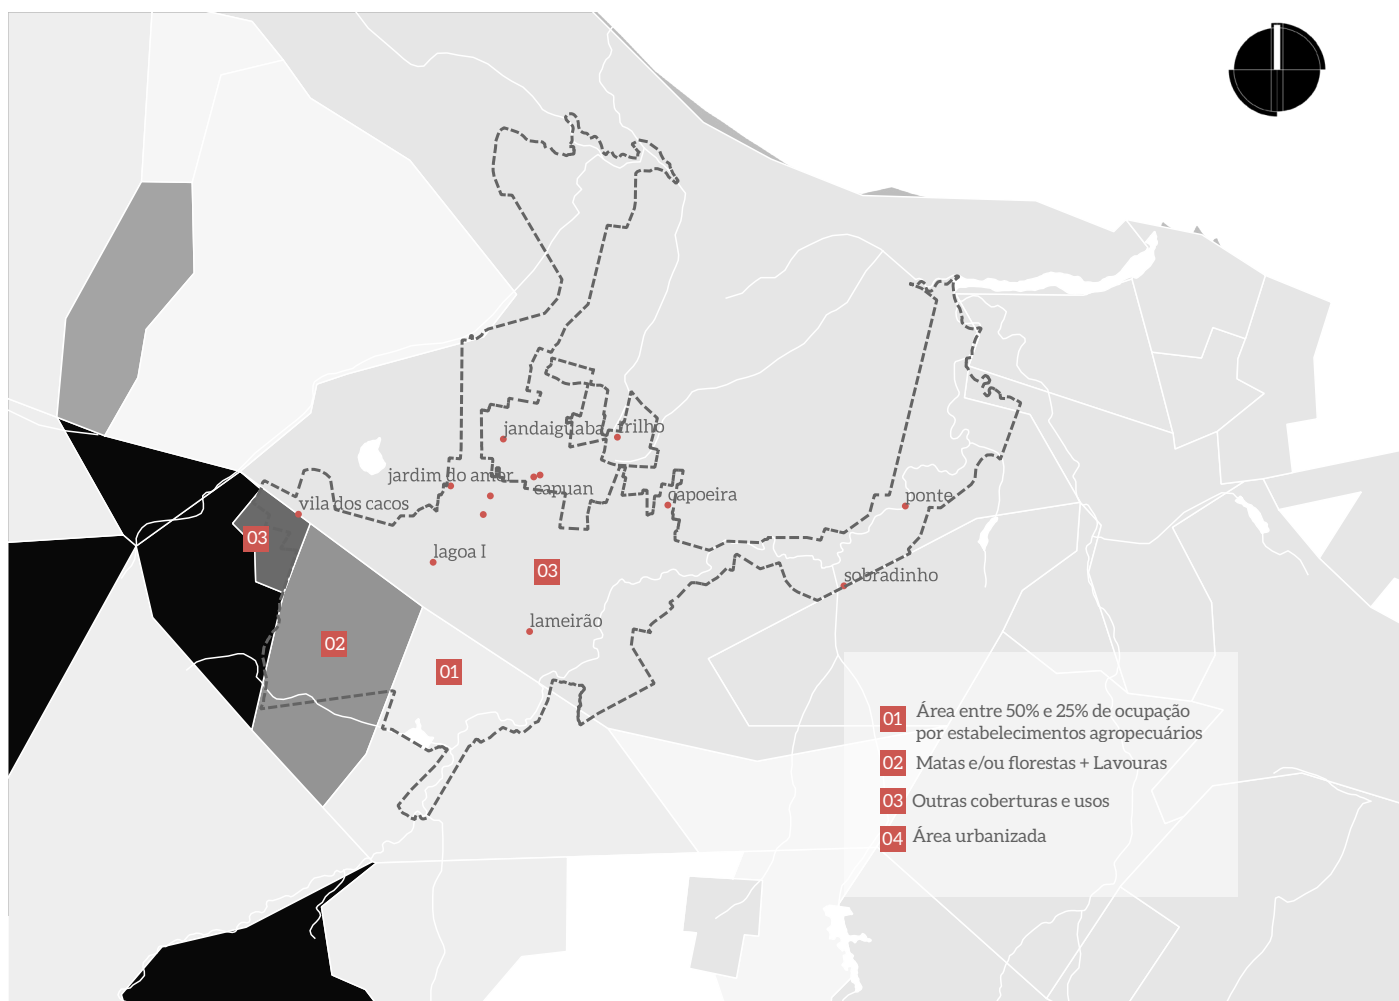 jandaiguaba
trilho
jardim do amor
capuan
capoeira
ponte
vila dos cacos
03
lagoa I
03
sobradinho
lameirão
02
01
01 Área entre 50% e 25% de ocupação
por estabelecimentos agropecuários
02 Matas e/ou florestas + Lavouras
03 Outras coberturas e usos
04 Área urbanizada